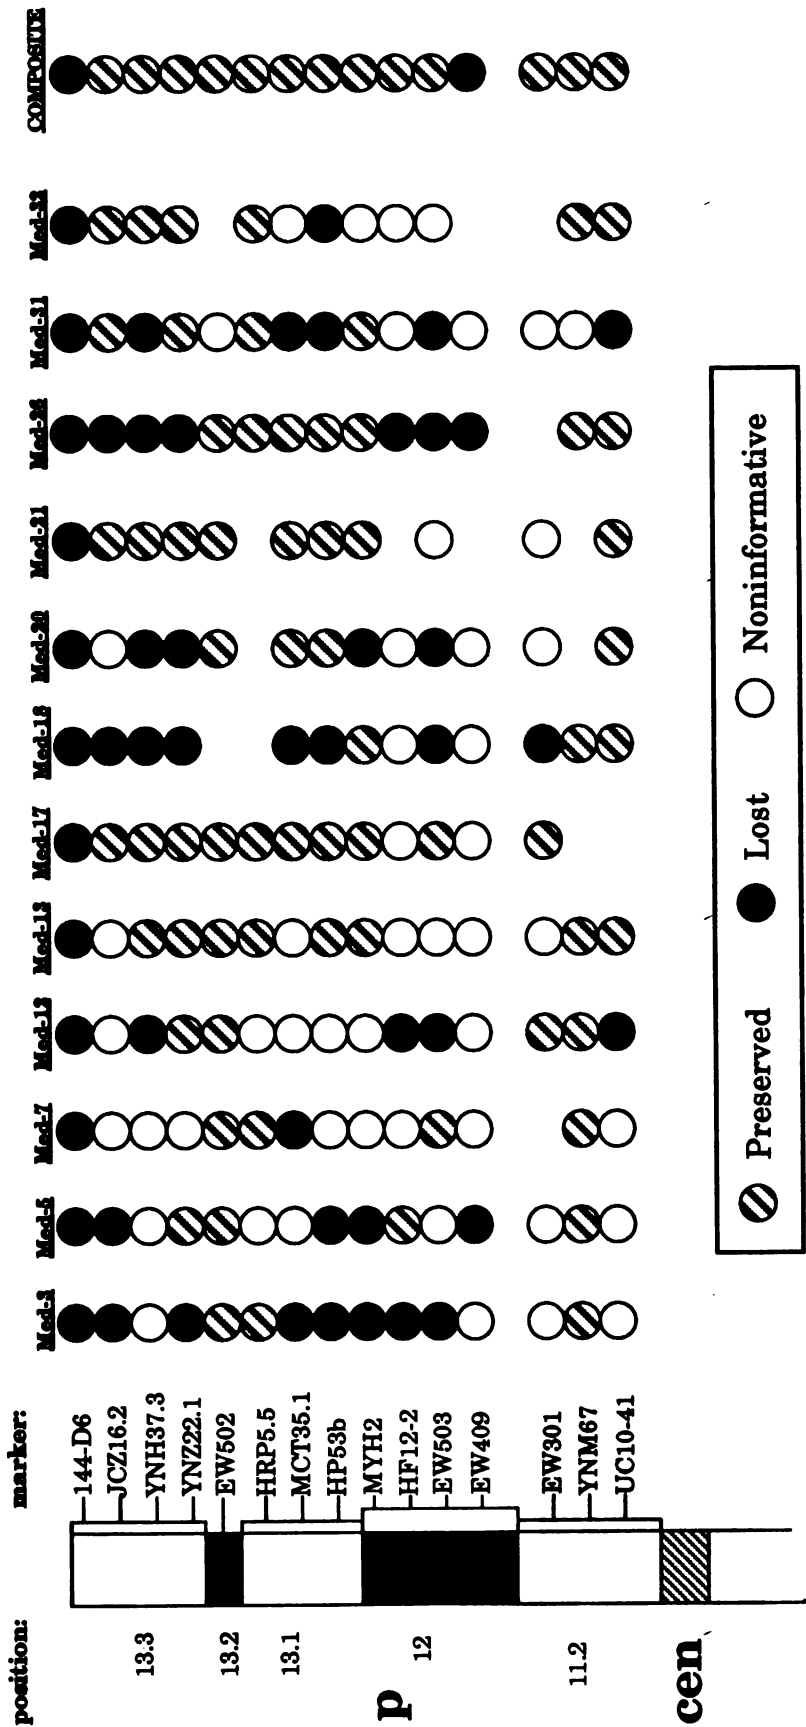 position: marker: Med-3 Med-5 Med-7 Med-12 Med-13 Med-17 Med-18 Med-20 Med-21 Med-26 Med-31 Med-32 COMPOSITE
144-D6
JCZ16.2
13.3 YNH37.3
YNZ22.1
13.2 EW502
HRP5.5
13.1 MCT35.1
HP53b
MYH2
p
HF12-2
12 EW503
EW409
EW301
11.2 YNM67
UC10-41
cen
Preserved Lost Noninformative